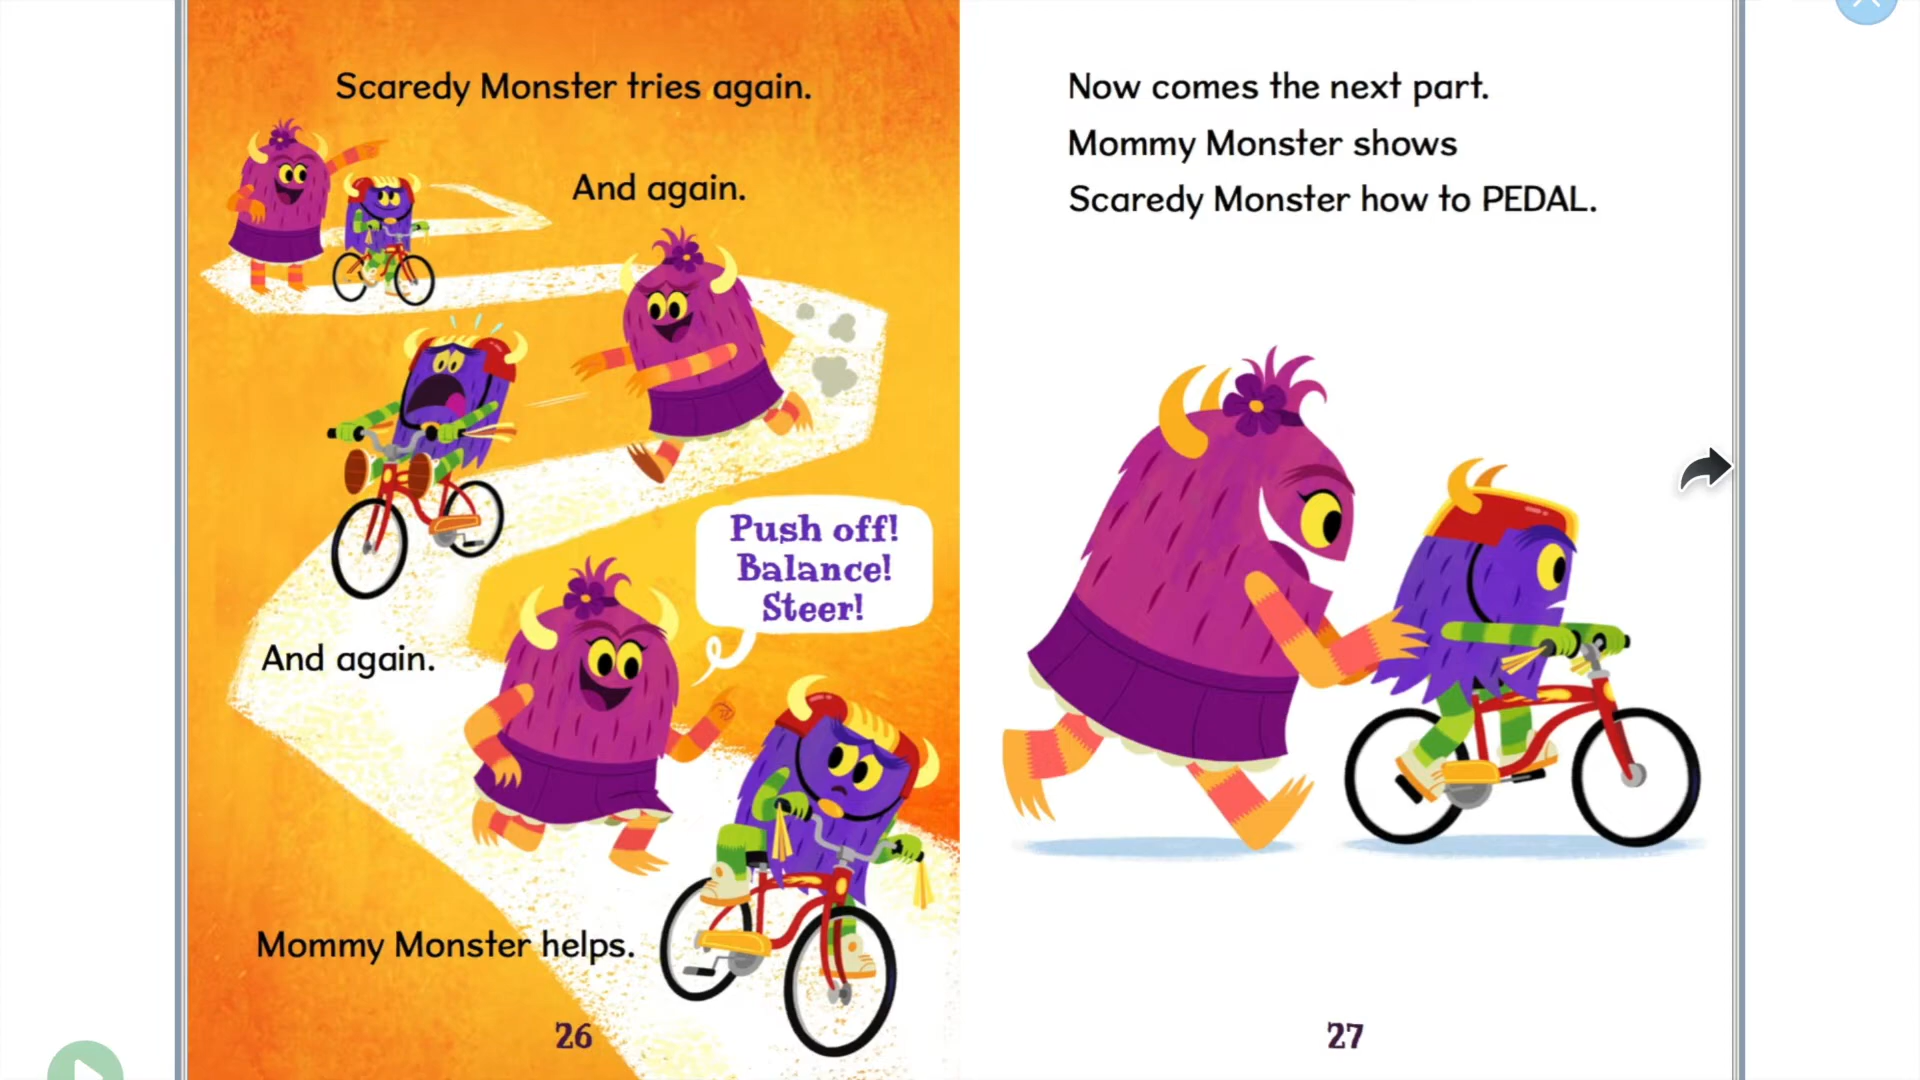 Scaredy Monster tries again.
And again.
Push off!
Balance!
Steer!
And again.
Mommy Monster helps.
26
Now comes the next part.
Mommy Monster shows
Scaredy Monster how to PEDAL.
27